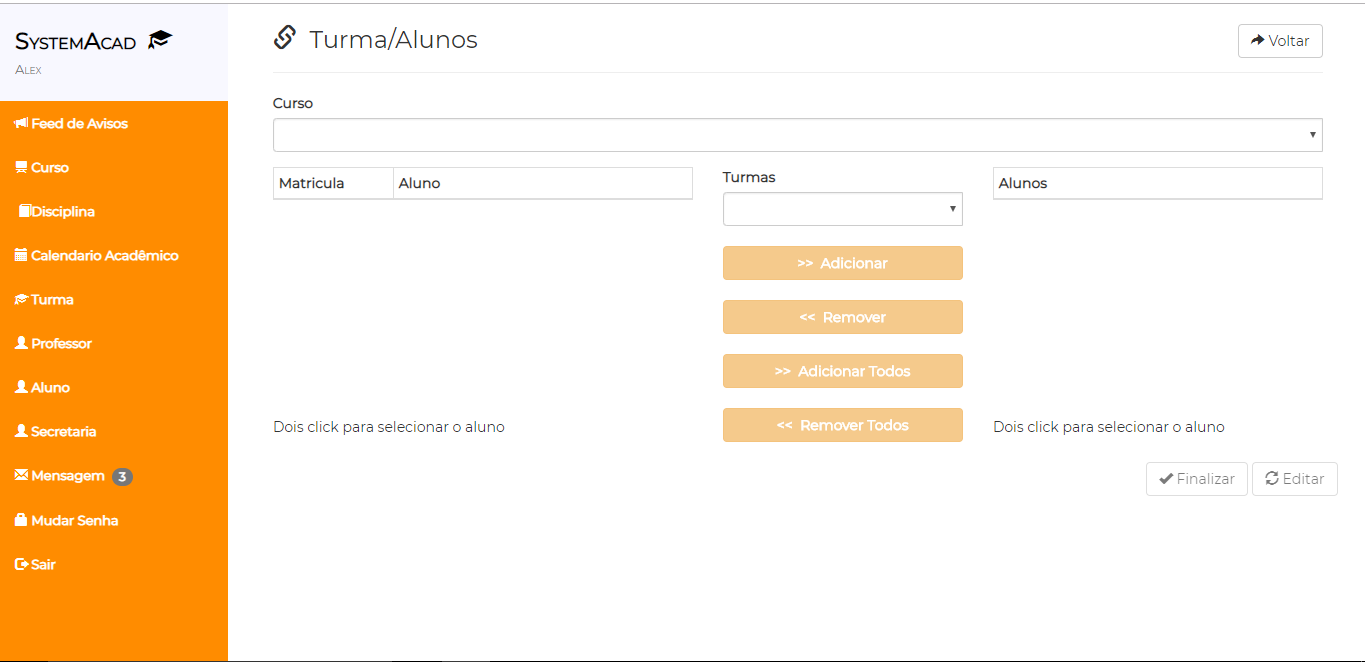 SystemAcad
Alex
Feed de Avisos
Curso
Disciplina
Calendario Acadêmico
Turma
Professor
Aluno
Secretaria
Mensagem 3
Mudar Senha
Sair
Turma/Alunos
Voltar
Curso
Matricula Aluno
Turmas
Alunos
>> Adicionar
<< Remover
>> Adicionar Todos
<< Remover Todos
Dois click para selecionar o aluno
Dois click para selecionar o aluno
Finalizar
Editar